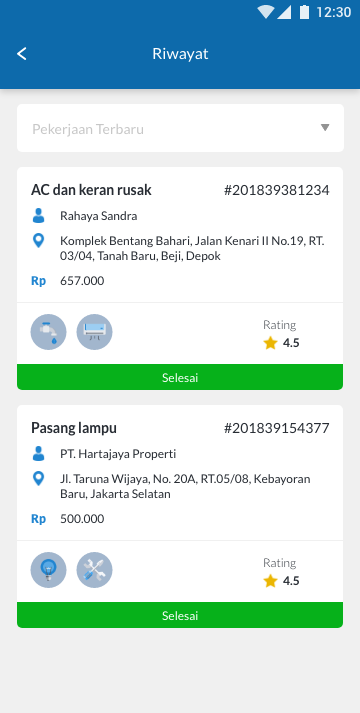 12:30
Riwayat
Pekerjaan Terbaru
AC dan keran rusak #201839381234
Rahaya Sandra
Komplek Bentang Bahari, Jalan Kenari II No.19, RT.
03/04, Tanah Baru, Beji, Depok
Rp 657.000
Rating
4.5
Selesai
Pasang lampu #201839154377
PT. Hartajaya Properti
Jl. Taruna Wijaya, No. 20A, RT.05/08, Kebayoran
Baru, Jakarta Selatan
Rp 500.000
Rating
4.5
Selesai